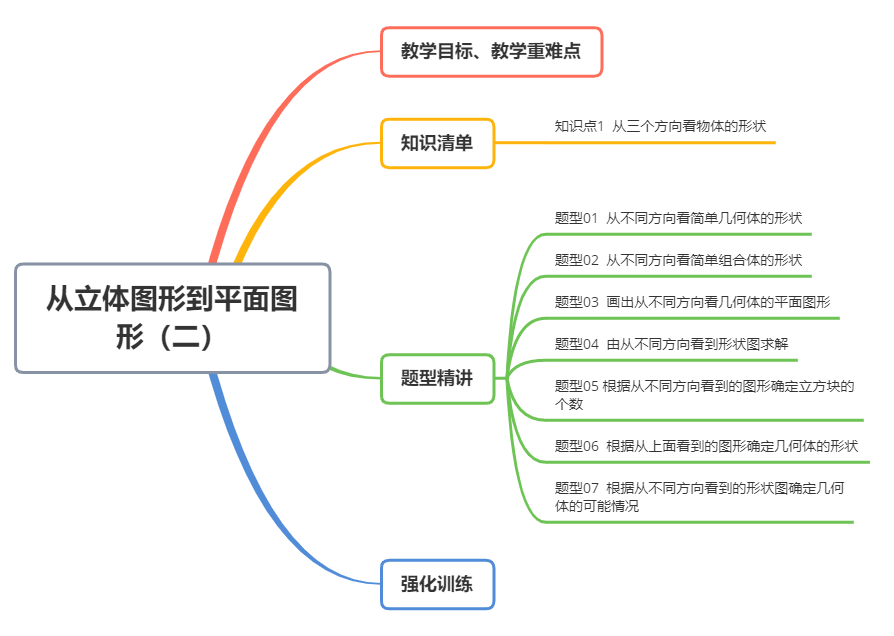 教学目标、教学重难点
知识清单
知识点1  从三个方向看物体的形状
从立体图形到平面图
形（二）
题型精讲
题型01  从不同方向看简单几何体的形状
题型02  从不同方向看简单组合体的形状
题型03  画出从不同方向看几何体的平面图形
题型04  由从不同方向看到形状图求解
题型05 根据从不同方向看到的图形确定立方块的
个数
题型06  根据从上面看到的图形确定几何体的形状
题型07  根据从不同方向看到的形状图确定几何
体的可能情况
强化训练